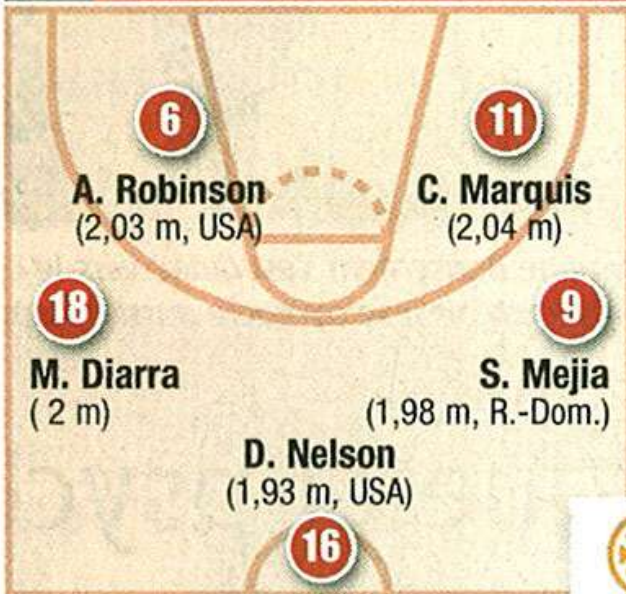 6
11
A. Robinson
(2,03 m, USA)
C. Marquis
(2,04 m)
18
9
M. Diarra
( 2 m)
S. Mejia
(1,98 m, R.-Dom.)
D. Nelson
(1,93 m, USA)
16